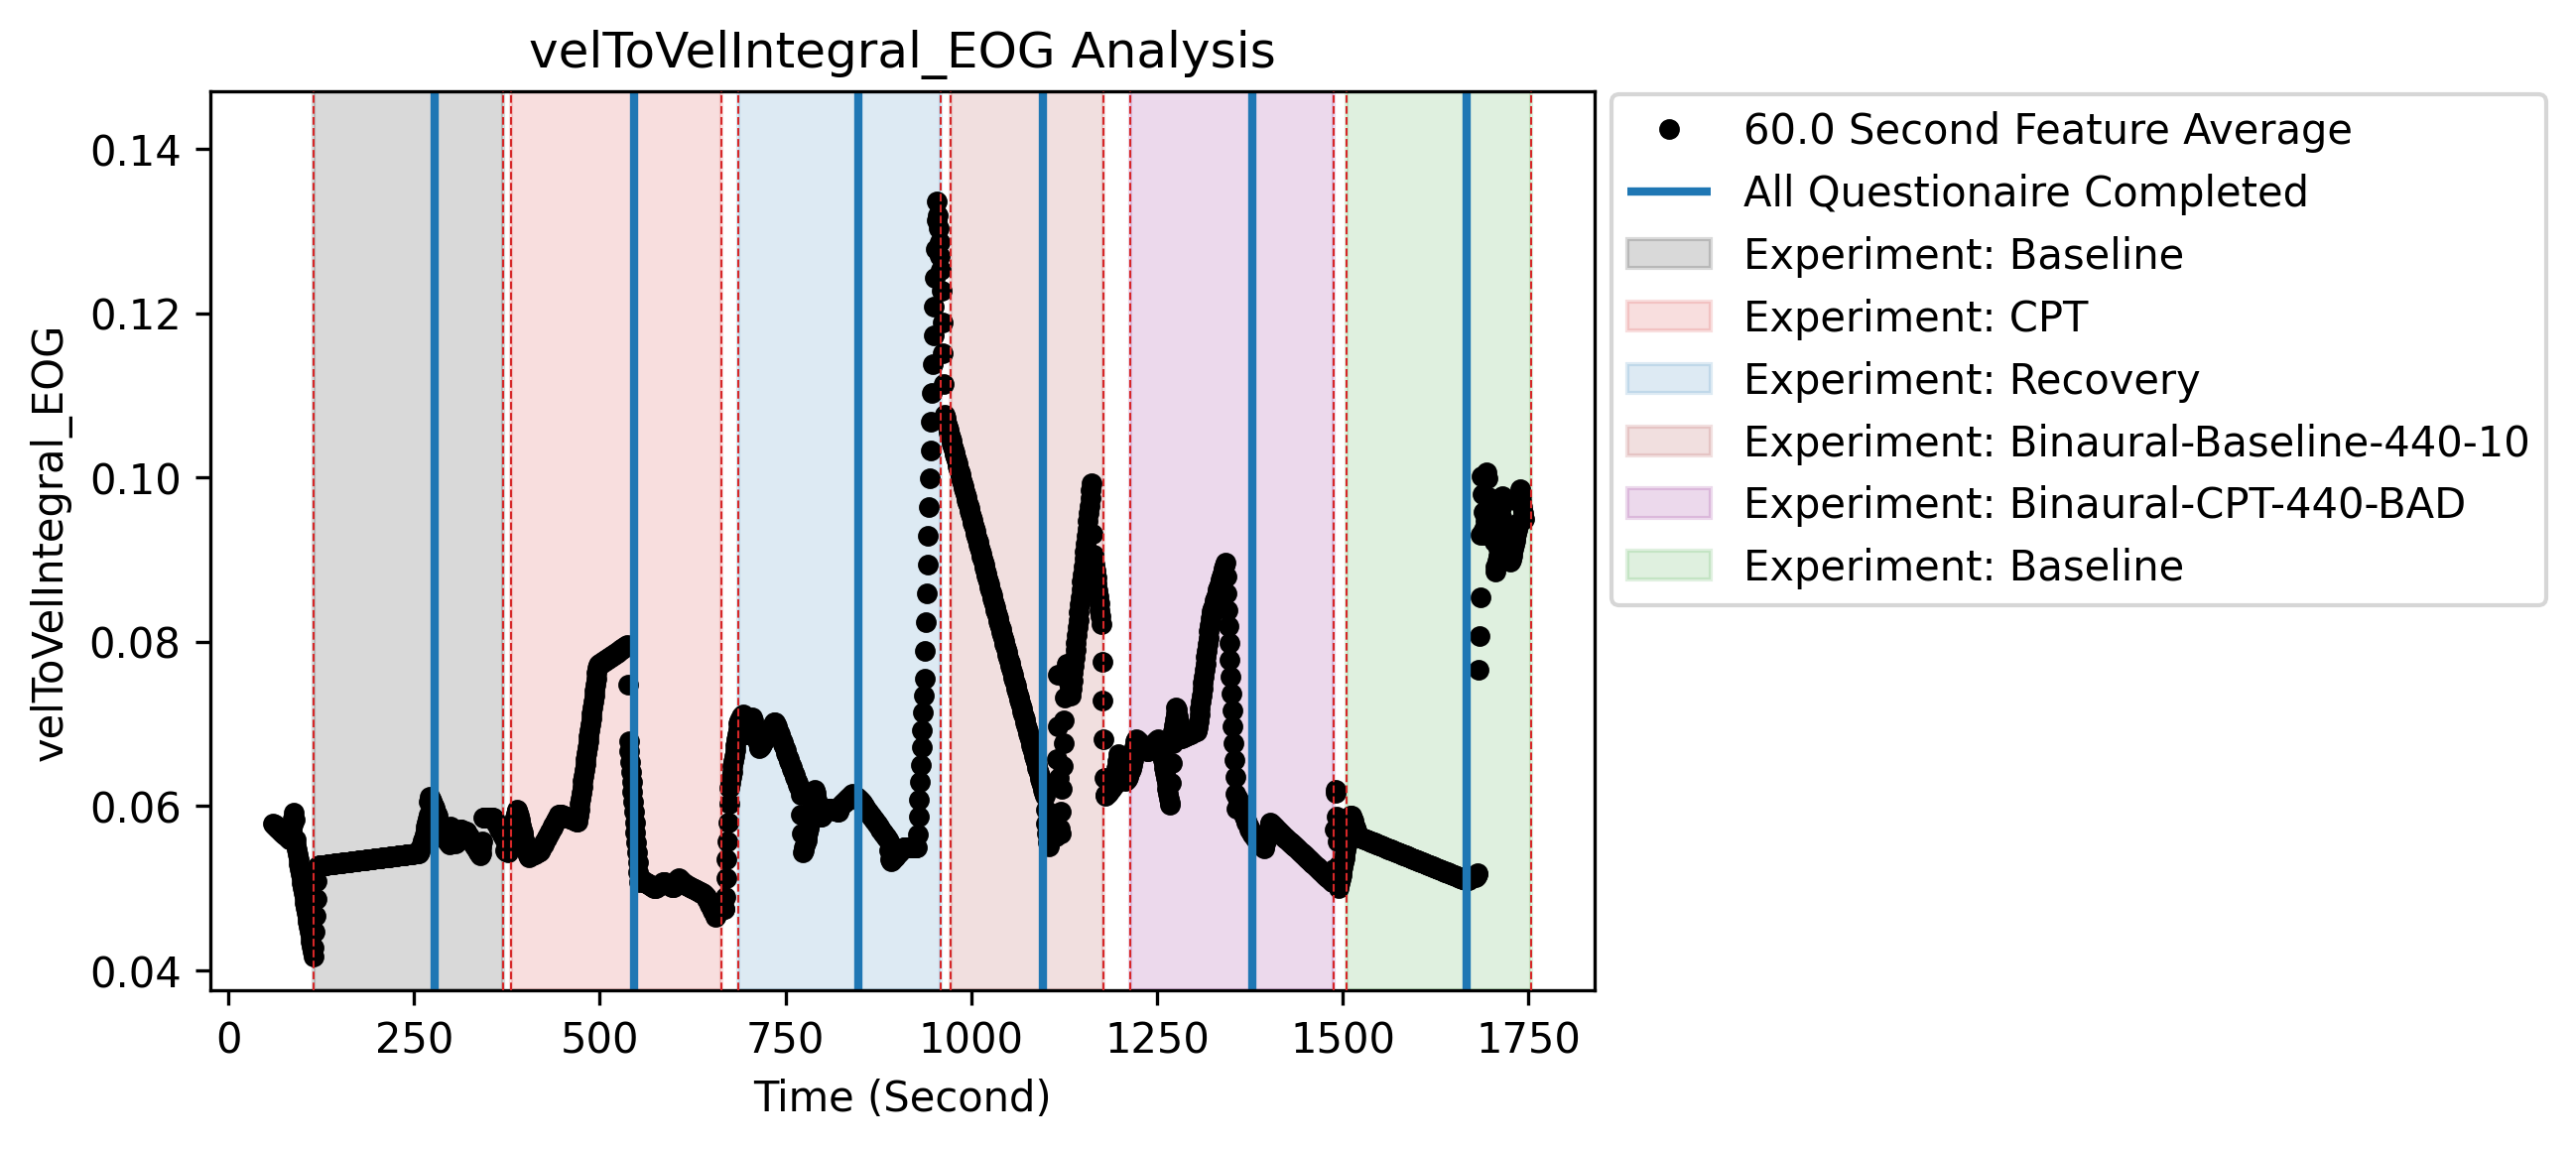 velToVelIntegral_EOG Analysis
velToVelIntegral_EOG
0.14
0.12
0.10
0.08
0.06
0.04
0 250 500 750 1000 1250 1500 1750
Time (Second)
60.0 Second Feature Average
All Questionaire Completed
Experiment: Baseline
Experiment: CPT
Experiment: Recovery
Experiment: Binaural-Baseline-440-10
Experiment: Binaural-CPT-440-BAD
Experiment: Baseline